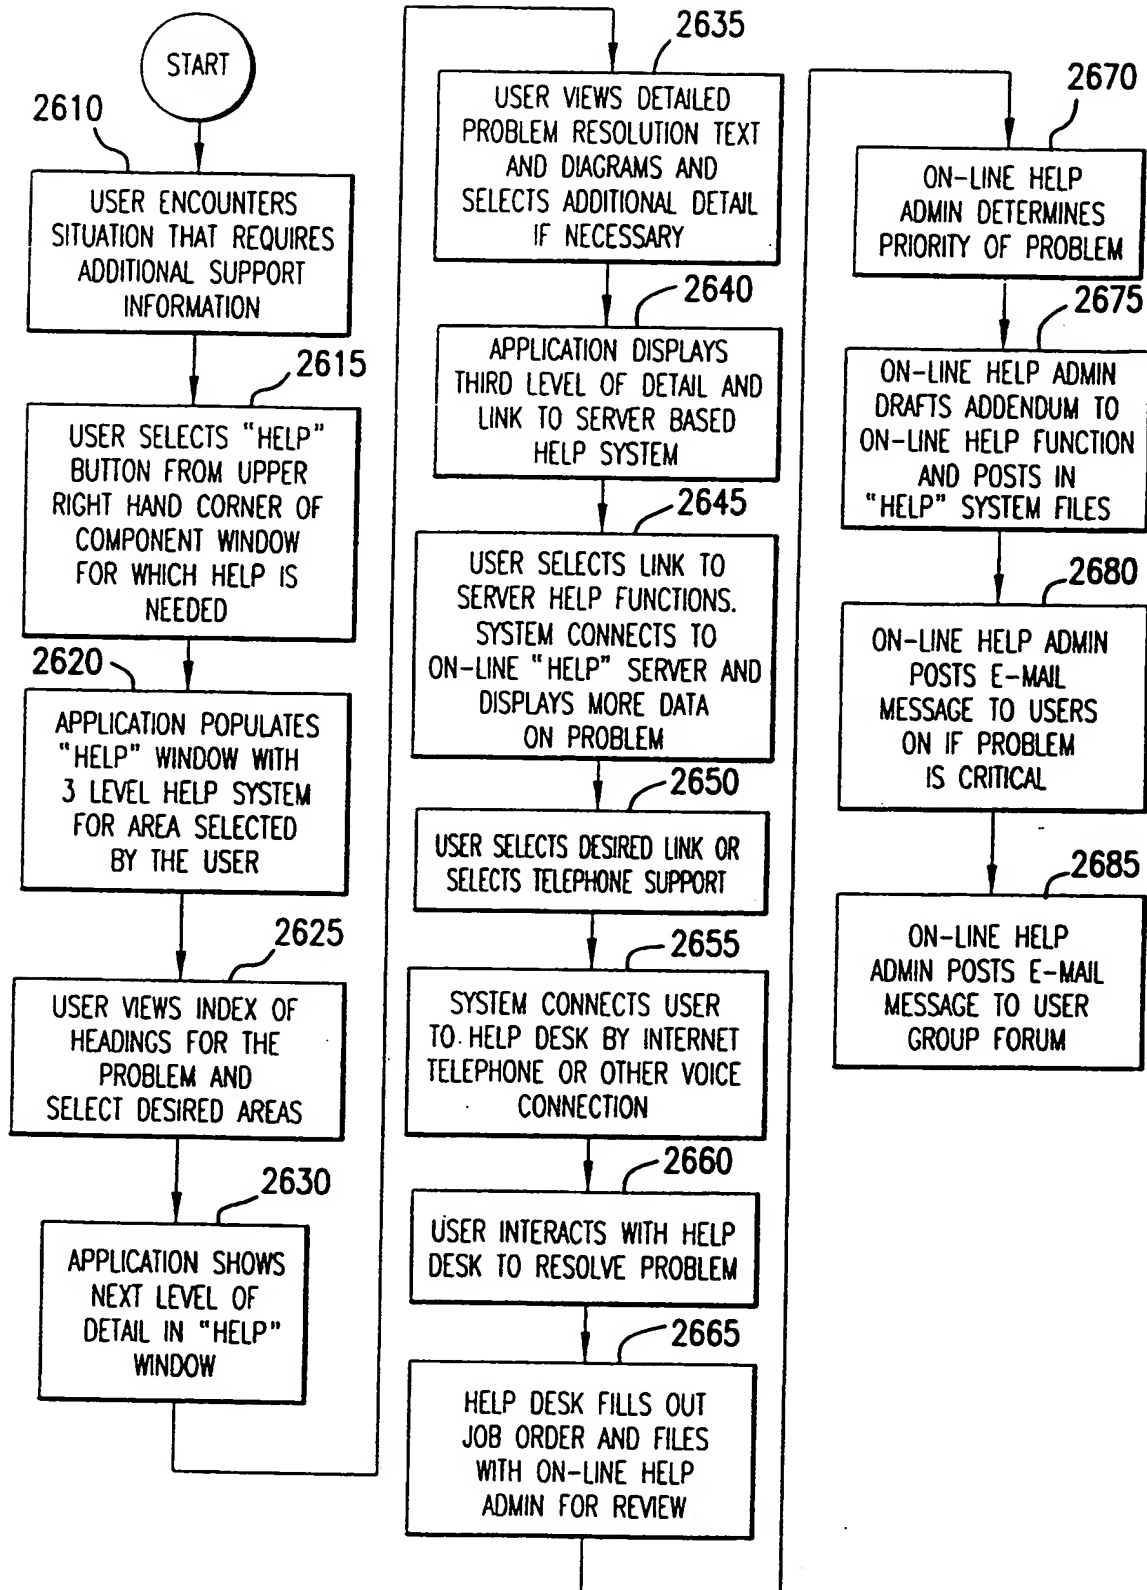 START
2610
USER ENCOUNTERS
SITUATION THAT REQUIRES
ADDITIONAL SUPPORT
INFORMATION
2615
USER SELECTS "HELP"
BUTTON FROM UPPER
RIGHT HAND CORNER OF
COMPONENT WINDOW
FOR WHICH HELP IS
NEEDED
2620
APPLICATION POPULATES
"HELP" WINDOW WITH
3 LEVEL HELP SYSTEM
FOR AREA SELECTED
BY THE USER
2625
USER VIEWS INDEX OF
HEADINGS FOR THE
PROBLEM AND
SELECT DESIRED AREAS
2630
APPLICATION SHOWS
NEXT LEVEL OF
DETAIL IN "HELP"
WINDOW
2635
USER VIEWS DETAILED
PROBLEM RESOLUTION TEXT
AND DIAGRAMS AND
SELECTS ADDITIONAL DETAIL
IF NECESSARY
2640
APPLICATION DISPLAYS
THIRD LEVEL OF DETAIL AND
LINK TO SERVER BASED
HELP SYSTEM
2645
USER SELECTS LINK TO
SERVER HELP FUNCTIONS.
SYSTEM CONNECTS TO
ON-LINE "HELP" SERVER AND
DISPLAYS MORE DATA
ON PROBLEM
2650
USER SELECTS DESIRED LINK OR
SELECTS TELEPHONE SUPPORT
2655
SYSTEM CONNECTS USER
TO HELP DESK BY INTERNET
TELEPHONE OR OTHER VOICE
CONNECTION
2660
USER INTERACTS WITH HELP
DESK TO RESOLVE PROBLEM
2665
HELP DESK FILLS OUT
JOB ORDER AND FILES
WITH ON-LINE HELP
ADMIN FOR REVIEW
2670
ON-LINE HELP
ADMIN DETERMINES
PRIORITY OF PROBLEM
2675
ON-LINE HELP ADMIN
DRAFTS ADDENDUM TO
ON-LINE HELP FUNCTION
AND POSTS IN
"HELP" SYSTEM FILES
2680
ON-LINE HELP ADMIN
POSTS E-MAIL
MESSAGE TO USERS
ON IF PROBLEM
IS CRITICAL
2685
ON-LINE HELP
ADMIN POSTS E-MAIL
MESSAGE TO USER
GROUP FORUM